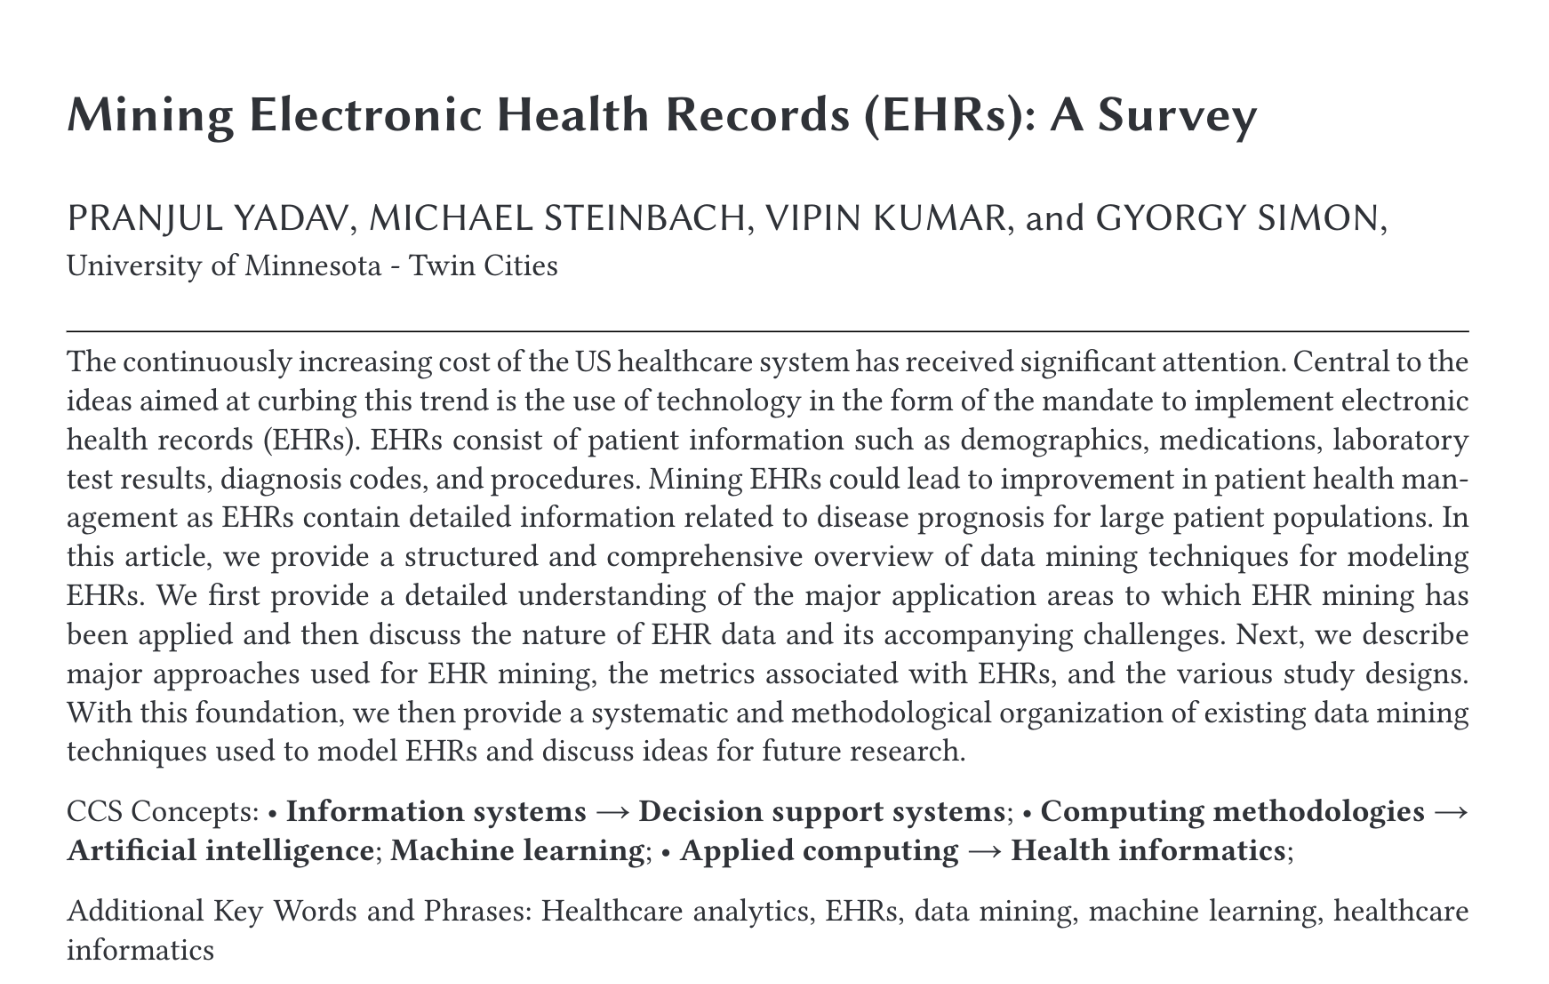 Mining Electronic Health Records (EHRs): A Survey
PRANJUL YADAV, MICHAEL STEINBACH, VIPIN KUMAR, and GYORGY SIMON,
University of Minnesota - Twin Cities
The continuously increasing cost of the US healthcare system has received significant attention. Central to the
ideas aimed at curbing this trend is the use of technology in the form of the mandate to implement electronic
health records (EHRs). EHRs consist of patient information such as demographics, medications, laboratory
test results, diagnosis codes, and procedures. Mining EHRs could lead to improvement in patient health man-
agement as EHRs contain detailed information related to disease prognosis for large patient populations. In
this article, we provide a structured and comprehensive overview of data mining techniques for modeling
EHRs. We first provide a detailed understanding of the major application areas to which EHR mining has
been applied and then discuss the nature of EHR data and its accompanying challenges. Next, we describe
major approaches used for EHR mining, the metrics associated with EHRs, and the various study designs.
With this foundation, we then provide a systematic and methodological organization of existing data mining
techniques used to model EHRs and discuss ideas for future research.
CCS Concepts: • Information systems → Decision support systems; • Computing methodologies →
Artificial intelligence; Machine learning; • Applied computing → Health informatics;
Additional Key Words and Phrases: Healthcare analytics, EHRs, data mining, machine learning, healthcare
informatics